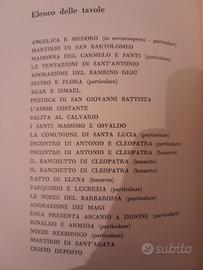 Elenco delle tavole
ANGELICA E MEDORO (in sovracoperta - particolare)
MARTIRIO DI SAN BARTOLOMEO
MADONNA DEL CARMELO E SANTI (particolare)
LE TENTAZIONI DI SANT'ANTONIO
ADORAZIONE DEL BAMBINO GESÙ
ZEFIRO E FLORA (particolare)
AGAR E ISMAEL
PREDICA DI SAN GIOVANNI BATTISTA
L'AMOR COSTANTE
SALITA AL CALVARIO
I SANTI MASSIMO E OSVALDO
LA COMUNIONE DI SANTA LUCIA (particolare)
INCONTRO DI ANTONIO E CLEOPATRA (particolare)
INCONTRO DI ANTONIO E CLEOPATRA (bozzetto)
IL BANCHETTO DI CLEOPATRA (bozzetto)
IL BANCHETTO DI CLEOPATRA (bozzetto)
RATTO DI ELENA (bozzetto)
TARQUINIO E LUCREZIA (particolare)
LE NOZZE DEL BARBAROSSA (particolare)
ADORAZIONE DEI MAGI
ENEA PRESENTA ASCANIO A DIDONE (particolare)
RINALDO E ARMIDA (particolare)
NOZZE REZZONICO (particolare)
MARTIRIO DI SANT'AGATA
CRISTO DEPOSTO
subito